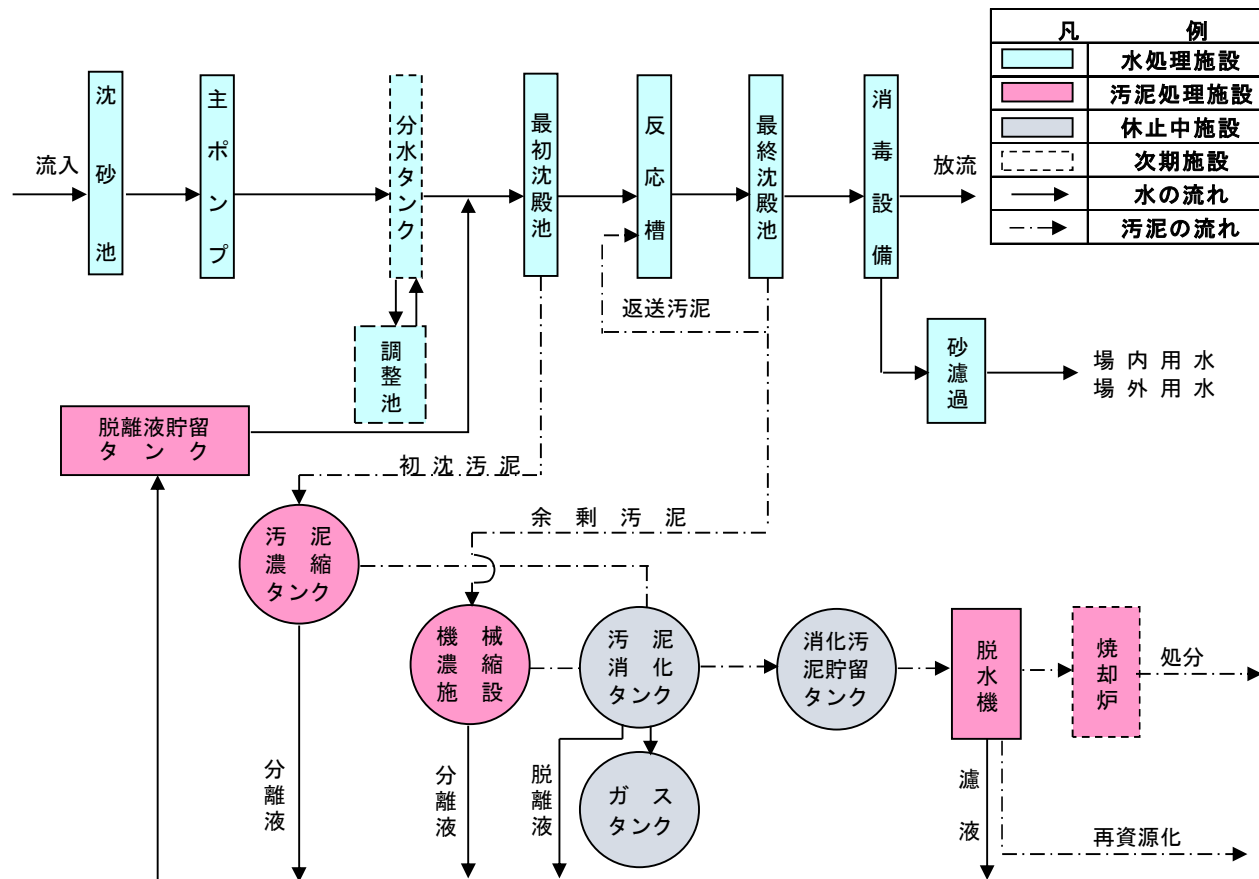 凡例
水処理施設
汚泥処理施設
休止中施設
次期施設
水の流れ
汚泥の流れ
流入
沈砂池
主ポンプ
分水タンク
最初沈殿池
反応槽
最終沈殿池
消毒設備
放流
返送汚泥
調整池
砂濾過
場内用水
場外用水
脱離液貯留
タンク
初沈汚泥
余剰汚泥
汚泥
濃縮
タンク
機械
濃縮
施設
汚泥
消化
タンク
消化汚
泥貯留
タンク
脱水機
焼却炉
処分
分離液
分離液
脱離液
ガス
タンク
濾液
再資源化